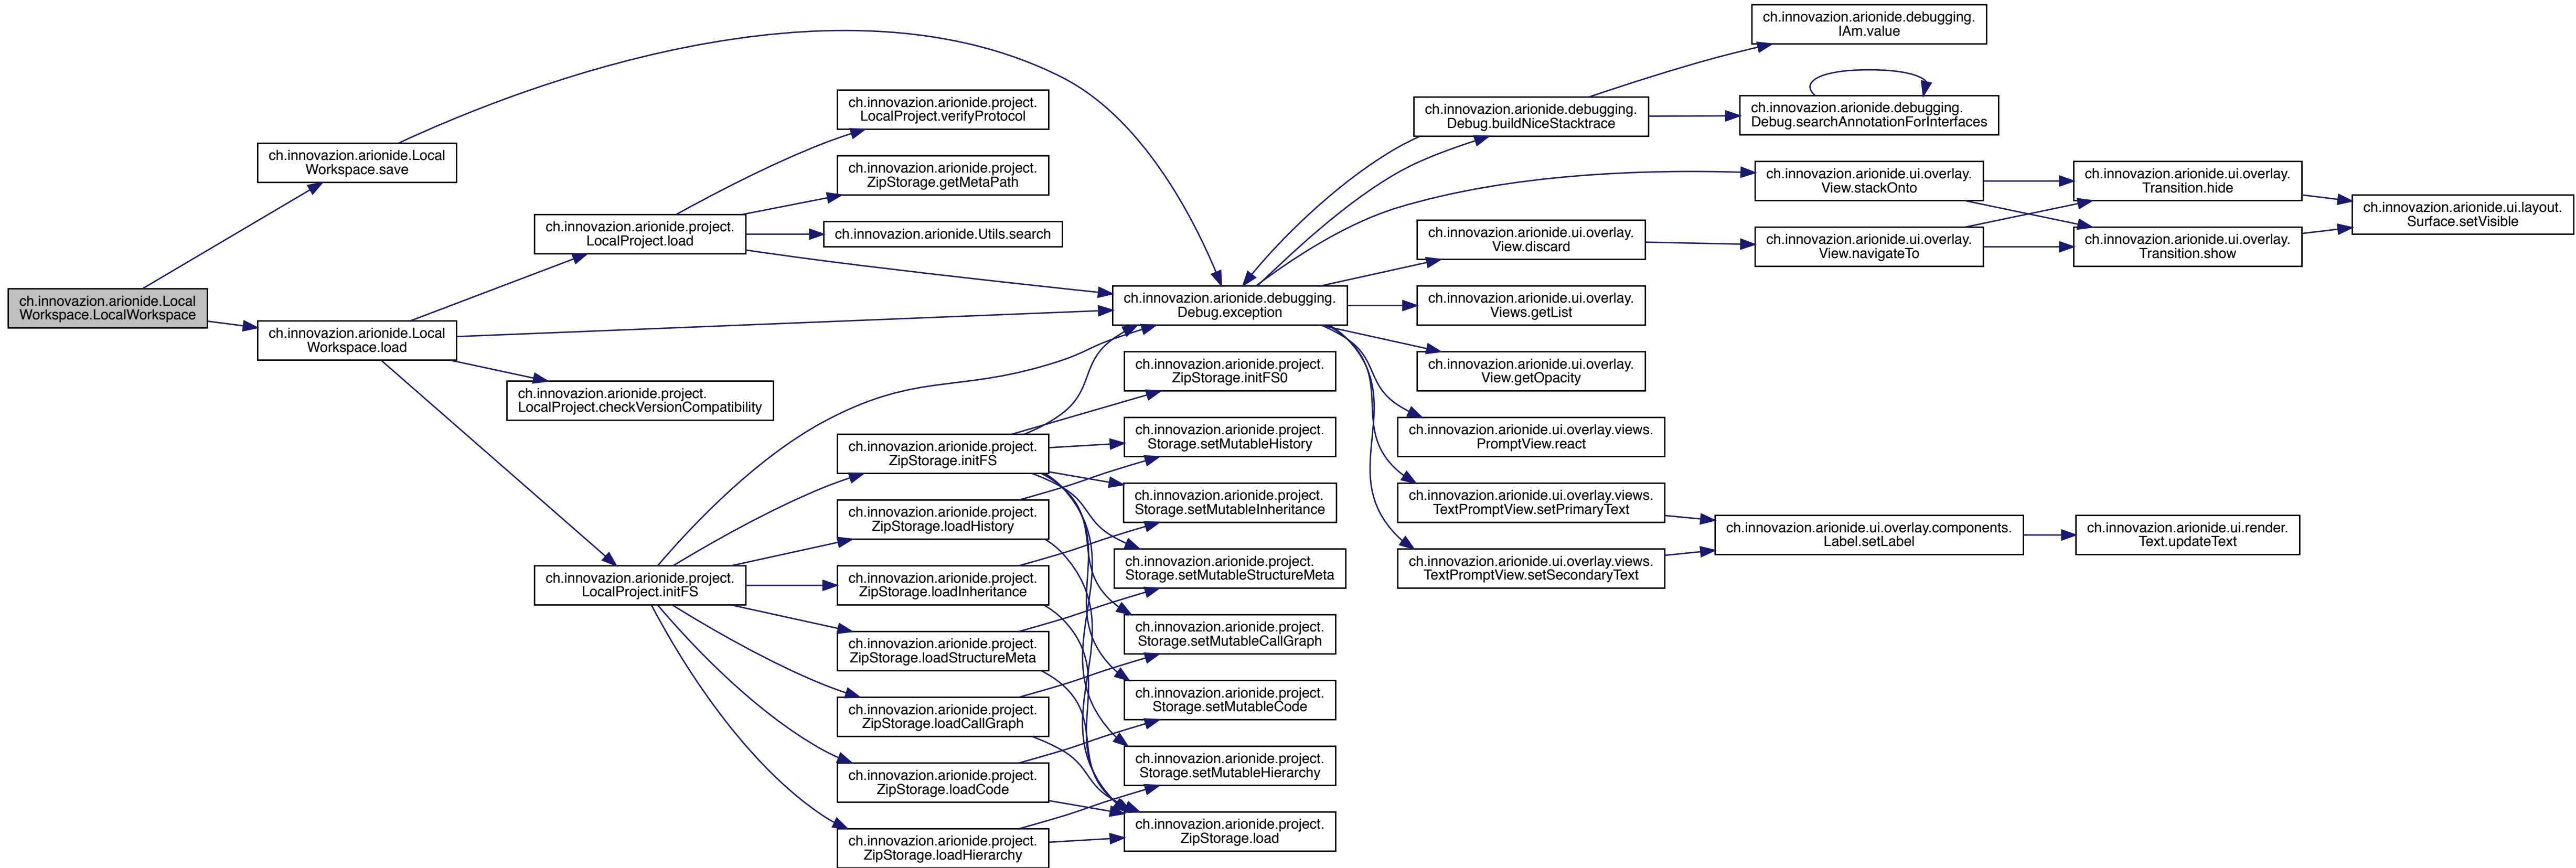 ch.innovazion.arionide.Local
Workspace.LocalWorkspace
ch.innovazion.arionide.Local
Workspace.save
ch.innovazion.arionide.Local
Workspace.load
ch.innovazion.arionide.project.
LocalProject.load
ch.innovazion.arionide.project.
LocalProject.checkVersionCompatibility
ch.innovazion.arionide.project.
LocalProject.initFS
ch.innovazion.arionide.project.
LocalProject.verifyProtocol
ch.innovazion.arionide.project.
ZipStorage.getMetaPath
ch.innovazion.arionide.Utils.search
ch.innovazion.arionide.project.
ZipStorage.initFS
ch.innovazion.arionide.project.
ZipStorage.loadHistory
ch.innovazion.arionide.project.
ZipStorage.loadInheritance
ch.innovazion.arionide.project.
ZipStorage.loadStructureMeta
ch.innovazion.arionide.project.
ZipStorage.loadCallGraph
ch.innovazion.arionide.project.
ZipStorage.loadCode
ch.innovazion.arionide.project.
ZipStorage.loadHierarchy
ch.innovazion.arionide.debugging.
Debug.exception
ch.innovazion.arionide.project.
ZipStorage.initFS0
ch.innovazion.arionide.project.
Storage.setMutableHistory
ch.innovazion.arionide.project.
Storage.setMutableInheritance
ch.innovazion.arionide.project.
Storage.setMutableStructureMeta
ch.innovazion.arionide.project.
Storage.setMutableCallGraph
ch.innovazion.arionide.project.
Storage.setMutableCode
ch.innovazion.arionide.project.
Storage.setMutableHierarchy
ch.innovazion.arionide.project.
ZipStorage.load
ch.innovazion.arionide.debugging.
Debug.buildNiceStacktrace
ch.innovazion.arionide.ui.overlay.
View.discard
ch.innovazion.arionide.ui.overlay.
Views.getList
ch.innovazion.arionide.ui.overlay.
View.getOpacity
ch.innovazion.arionide.ui.overlay.views.
PromptView.react
ch.innovazion.arionide.ui.overlay.views.
TextPromptView.setPrimaryText
ch.innovazion.arionide.ui.overlay.views.
TextPromptView.setSecondaryText
ch.innovazion.arionide.debugging.
IAm.value
ch.innovazion.arionide.debugging.
Debug.searchAnnotationForInterfaces
ch.innovazion.arionide.ui.overlay.
View.stackOnto
ch.innovazion.arionide.ui.overlay.
View.navigateTo
ch.innovazion.arionide.ui.overlay.components.
Label.setLabel
ch.innovazion.arionide.ui.overlay.
Transition.hide
ch.innovazion.arionide.ui.overlay.
Transition.show
ch.innovazion.arionide.ui.render.
Text.updateText
ch.innovazion.arionide.ui.layout.
Surface.setVisible